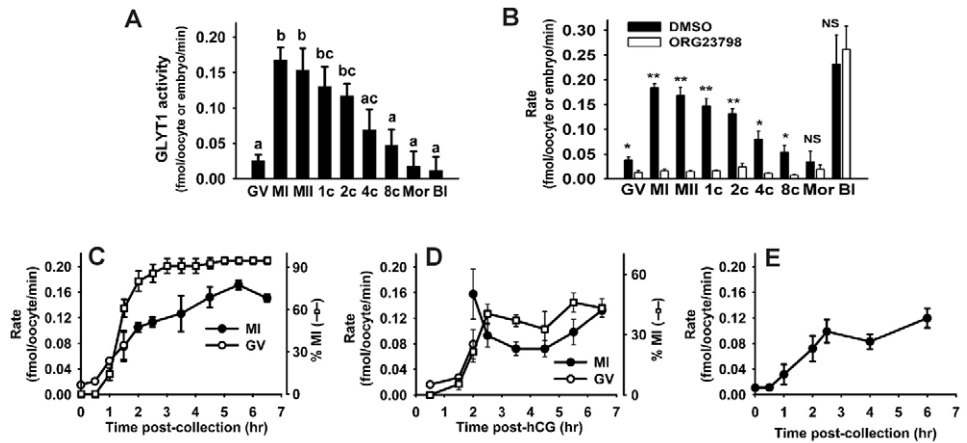 A
GLYT1 activity
(fmol/oocyte or embryo/min)
0.20
0.15
0.10
0.05
0.00
a
b
b
bc
bc
ac
a
a
a
GV MI MII 1c 2c 4c 8c Mor Bl
B
DMSO
ORG23798
Rate
(fmol/oocyte or embryo/min)
0.30
0.25
0.20
0.15
0.10
0.05
0.00
*
**
**
**
**
*
*
NS
NS
GV MI MII 1c 2c 4c 8c Mor Bl
C
Rate
(fmol/oocyte/min)
0.20
0.16
0.12
0.08
0.04
0.00
90
60
30
0
% MI (-□-)
MI
GV
0 1 2 3 4 5 6 7
Time post-collection (hr)
D
Rate
(fmol/oocyte/min)
0.20
0.16
0.12
0.08
0.04
0.00
60
30
0
% MI (-□-)
MI
GV
0 1 2 3 4 5 6 7
Time post-hCG (hr)
E
Rate
(fmol/oocyte/min)
0.20
0.16
0.12
0.08
0.04
0.00
0 1 2 3 4 5 6 7
Time post-collection (hr)